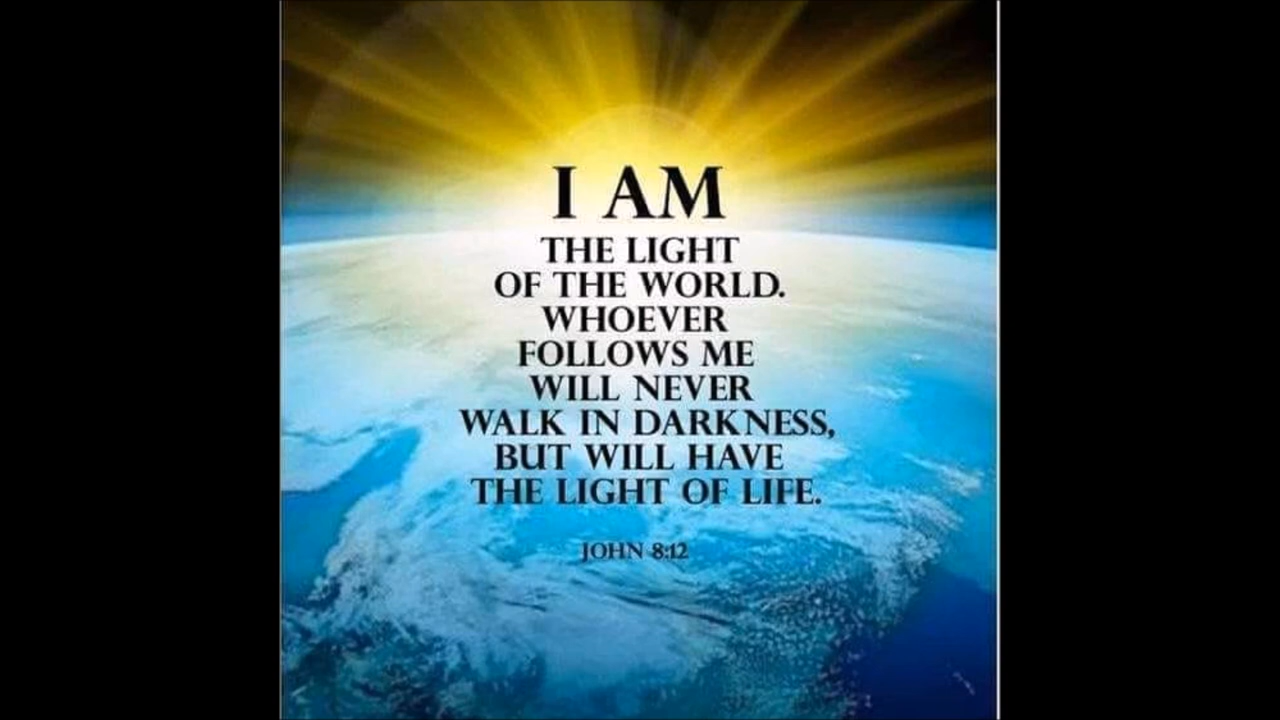 I AM
THE LIGHT
OF THE WORLD.
WHOEVER
FOLLOWS ME
WILL NEVER
WALK IN DARKNESS,
BUT WILL HAVE
THE LIGHT OF LIFE.
JOHN 8:12